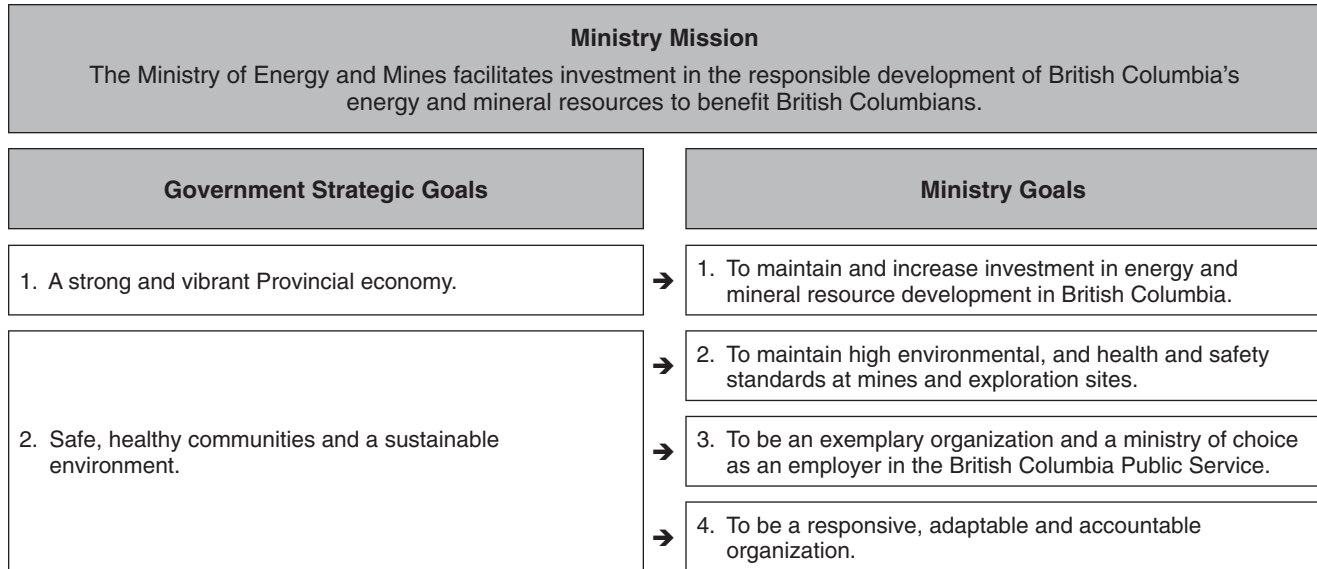 Ministry Mission
The Ministry of Energy and Mines facilitates investment in the responsible development of British Columbia’s
energy and mineral resources to benefit British Columbians.
Government Strategic Goals
Ministry Goals
1. A strong and vibrant Provincial economy.
➔
1. To maintain and increase investment in energy and
mineral resource development in British Columbia.
2. Safe, healthy communities and a sustainable
environment.
➔
2. To maintain high environmental, and health and safety
standards at mines and exploration sites.
➔
3. To be an exemplary organization and a ministry of choice
as an employer in the British Columbia Public Service.
➔
4. To be a responsive, adaptable and accountable
organization.